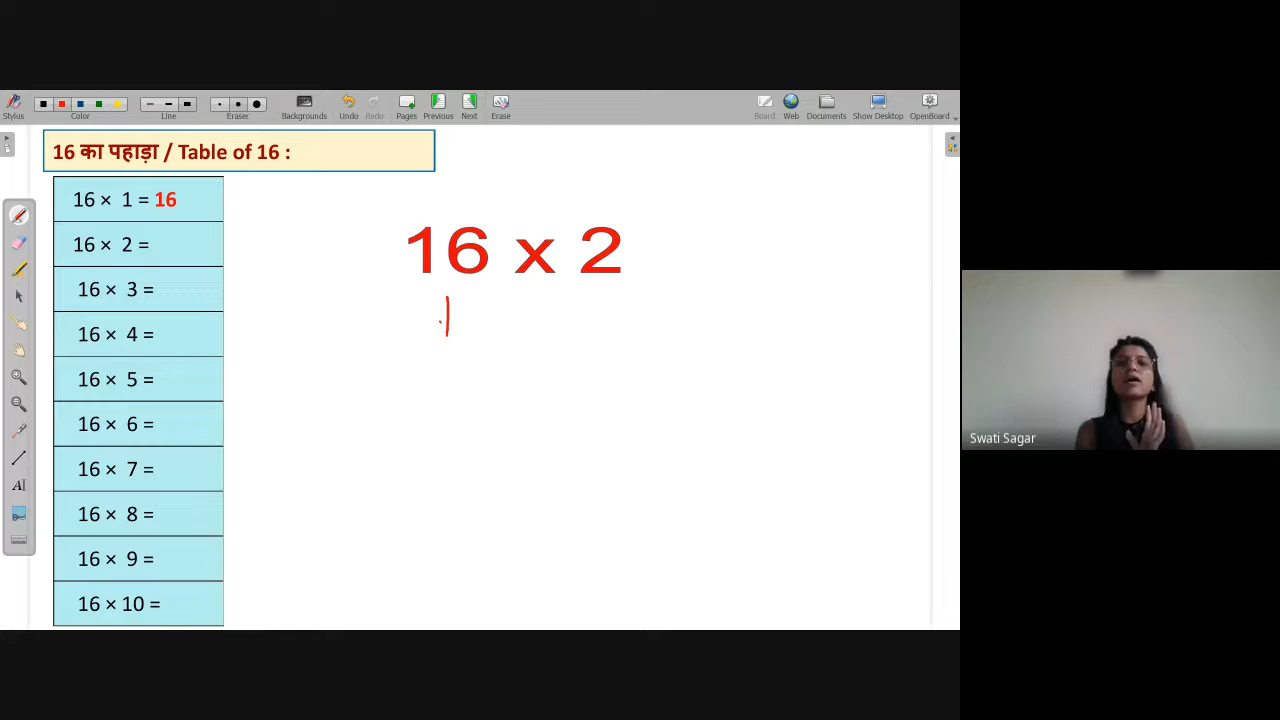 Stylus
Color
Line
Eraser
Backgrounds
Undo
Redo
Pages
Previous
Next
Erase
Board
Web
Documents
Show Desktop
OpenBoard
16 का पहाड़ा / Table of 16 :
16 × 1 = 16
16 × 2 =
16 × 3 =
16 × 4 =
16 × 5 =
16 × 6 =
16 × 7 =
16 × 8 =
16 × 9 =
16 × 10 =
16 x 2
Swati Sagar